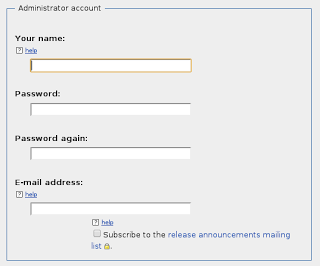 Administrator account
Your name:
? help
Password:
Password again:
E-mail address:
? help
? help
Subscribe to the release announcements mailing
list.